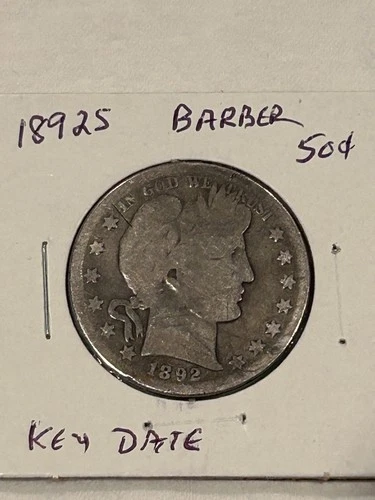 1892S BARBER
50¢
IN GOD WE TRUST
1892
KEY DATE